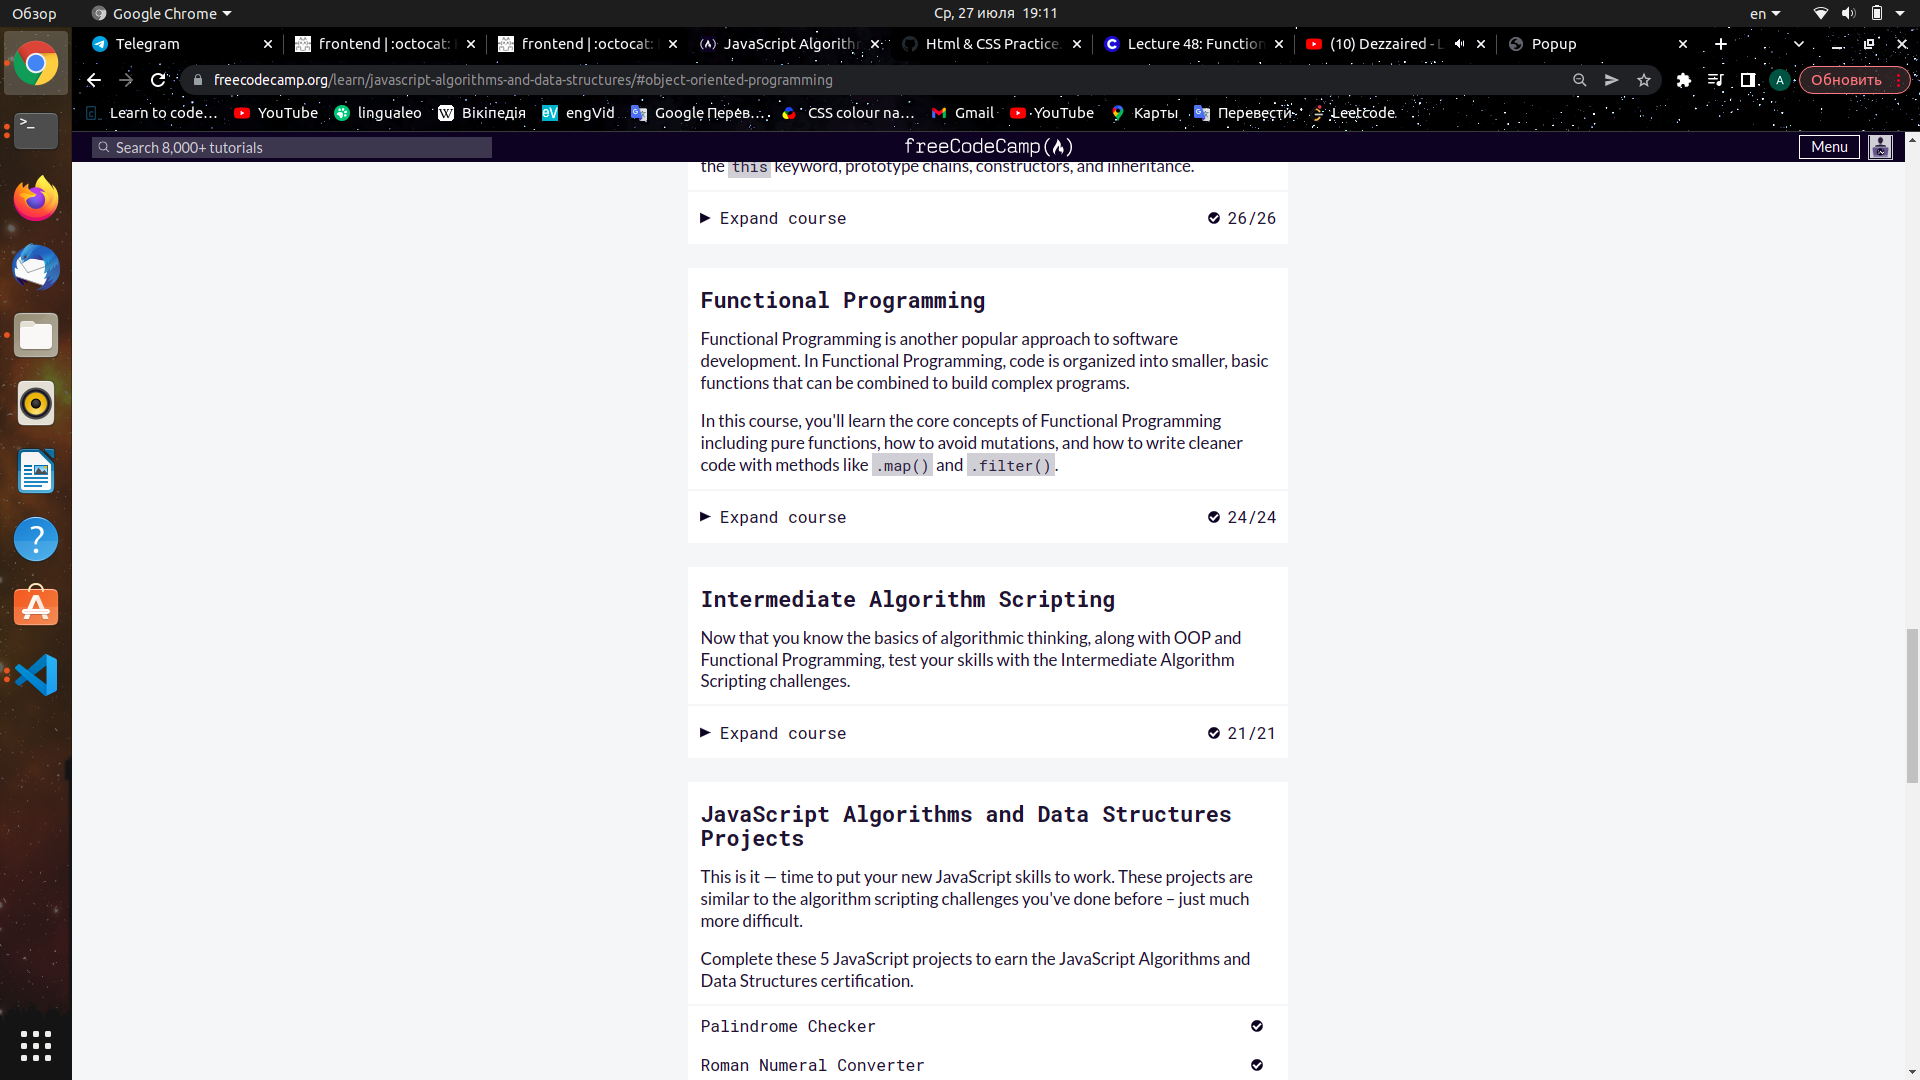 Обзор
Google Chrome
Ср, 27 июля 19:11
en
Telegram
frontend | :octocat:
frontend | :octocat:
JavaScript Algorith
Html & CSS Practice
Lecture 48: Function
(10) Dezzaired - L
Popup
freecodecamp.org/learn/javascript-algorithms-and-data-structures/#object-oriented-programming
A
Обновить
Learn to code…
YouTube
lingualeo
Вікіпедія
engVid
Google Перев…
CSS colour na…
Gmail
YouTube
Карты
Перевести
Leetcode
Search 8,000+ tutorials
freeCodeCamp
Menu
the this keyword, prototype chains, constructors, and inheritance.
Expand course
26/26
Functional Programming
Functional Programming is another popular approach to software
development. In Functional Programming, code is organized into smaller, basic
functions that can be combined to build complex programs.
In this course, you'll learn the core concepts of Functional Programming
including pure functions, how to avoid mutations, and how to write cleaner
code with methods like .map() and .filter().
Expand course
24/24
Intermediate Algorithm Scripting
Now that you know the basics of algorithmic thinking, along with OOP and
Functional Programming, test your skills with the Intermediate Algorithm
Scripting challenges.
Expand course
21/21
JavaScript Algorithms and Data Structures
Projects
This is it — time to put your new JavaScript skills to work. These projects are
similar to the algorithm scripting challenges you've done before – just much
more difficult.
Complete these 5 JavaScript projects to earn the JavaScript Algorithms and
Data Structures certification.
Palindrome Checker
Roman Numeral Converter